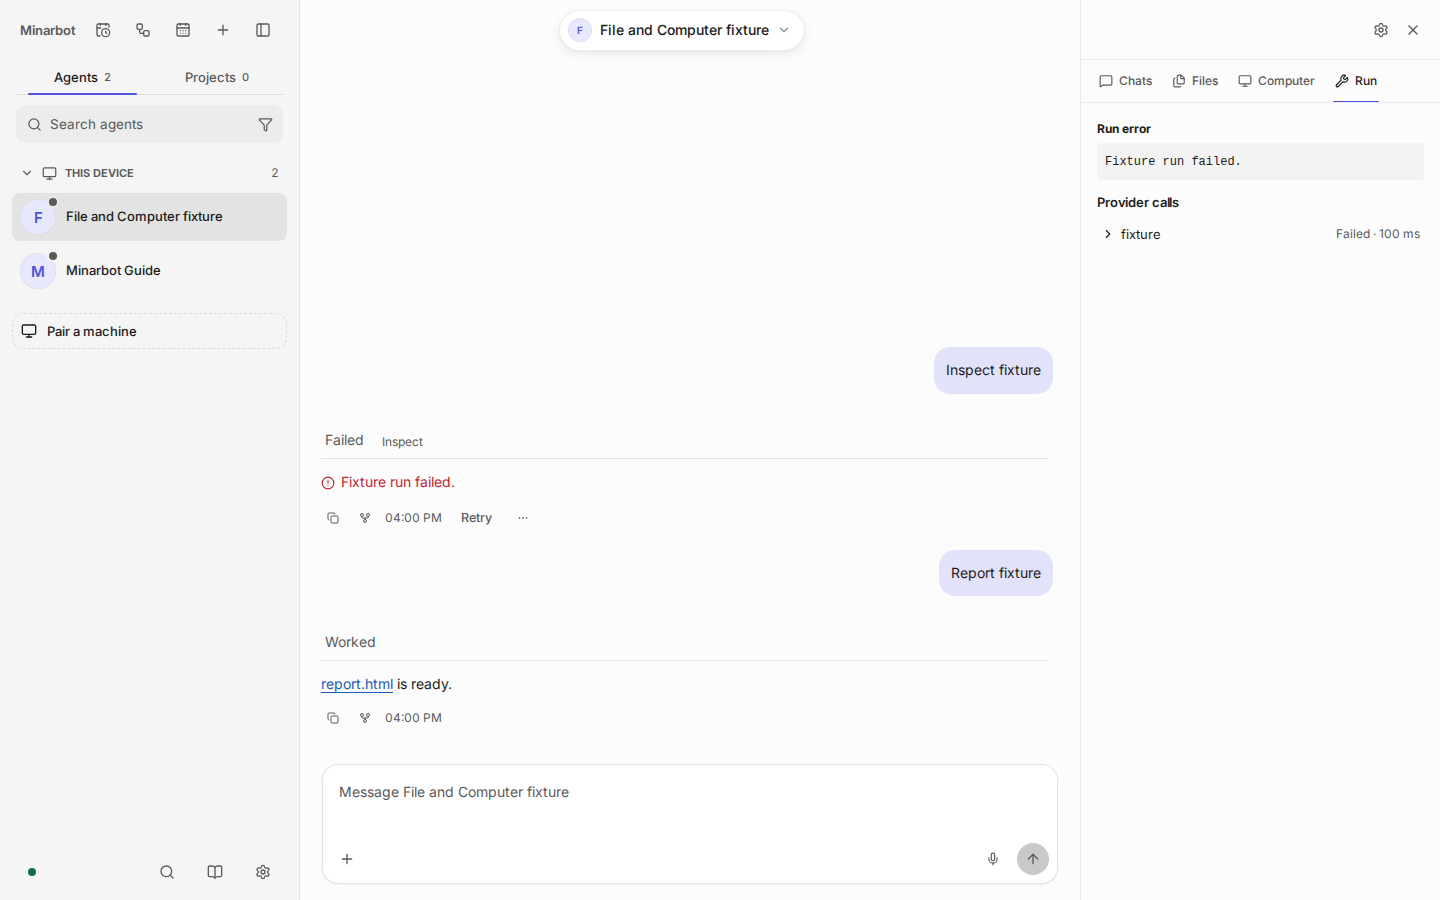 Minarbot
Agents 2
Projects 0
Search agents
THIS DEVICE 2
F
File and Computer fixture
M
Minarbot Guide
Pair a machine
F
File and Computer fixture
Inspect fixture
Failed Inspect
Fixture run failed.
04:00 PM Retry
Report fixture
Worked
report.html is ready.
04:00 PM
Message File and Computer fixture
Chats
Files
Computer
Run
Run error
Fixture run failed.
Provider calls
fixture Failed · 100 ms